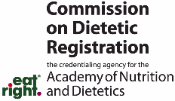 Commission
on Dietetic
Registration
the credentialing agency for the
eat
right.
Academy of Nutrition
and Dietetics